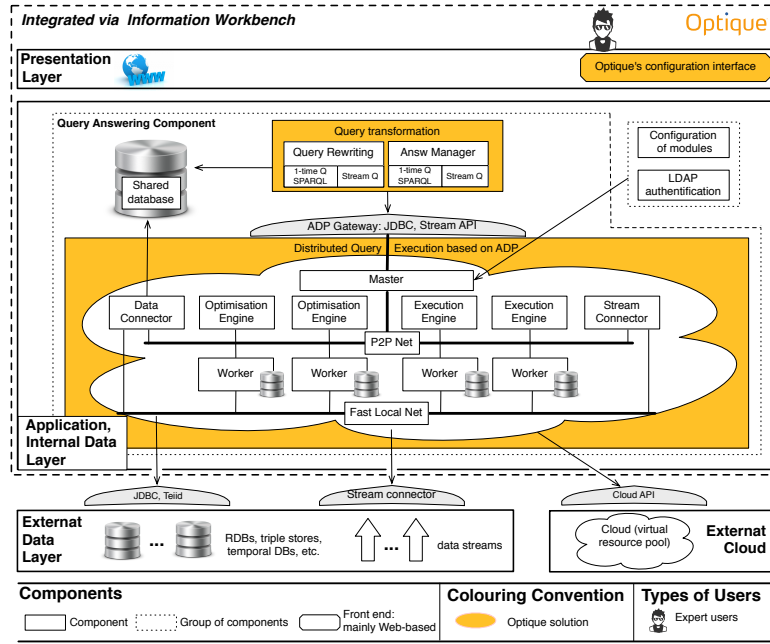 Integrated via Information Workbench
Optique
Presentation
Layer
WWW
Optique's configuration interface
Query Answering Component
Query transformation
Query Rewriting
Answ Manager
1-time Q
SPARQL
Stream Q
1-time Q
SPARQL
Stream Q
Configuration
of modules
LDAP
authentification
Shared
database
ADP Gateway: JDBC, Stream API
Distributed Query Execution based on ADP
Master
Data
Connector
Optimisation
Engine
Optimisation
Engine
Execution
Engine
Execution
Engine
Stream
Connector
P2P Net
Worker
Worker
Worker
Worker
Fast Local Net
Application,
Internal Data
Layer
JDBC, Teiid
Stream connector
Cloud API
Externat
Data
Layer
...
RDBs, triple stores,
temporal DBs, etc.
...
data streams
Cloud (virtual
resource pool)
Externat
Cloud
Components
Component
Group of components
Front end:
mainly Web-based
Colouring Convention
Optique solution
Types of Users
Expert users